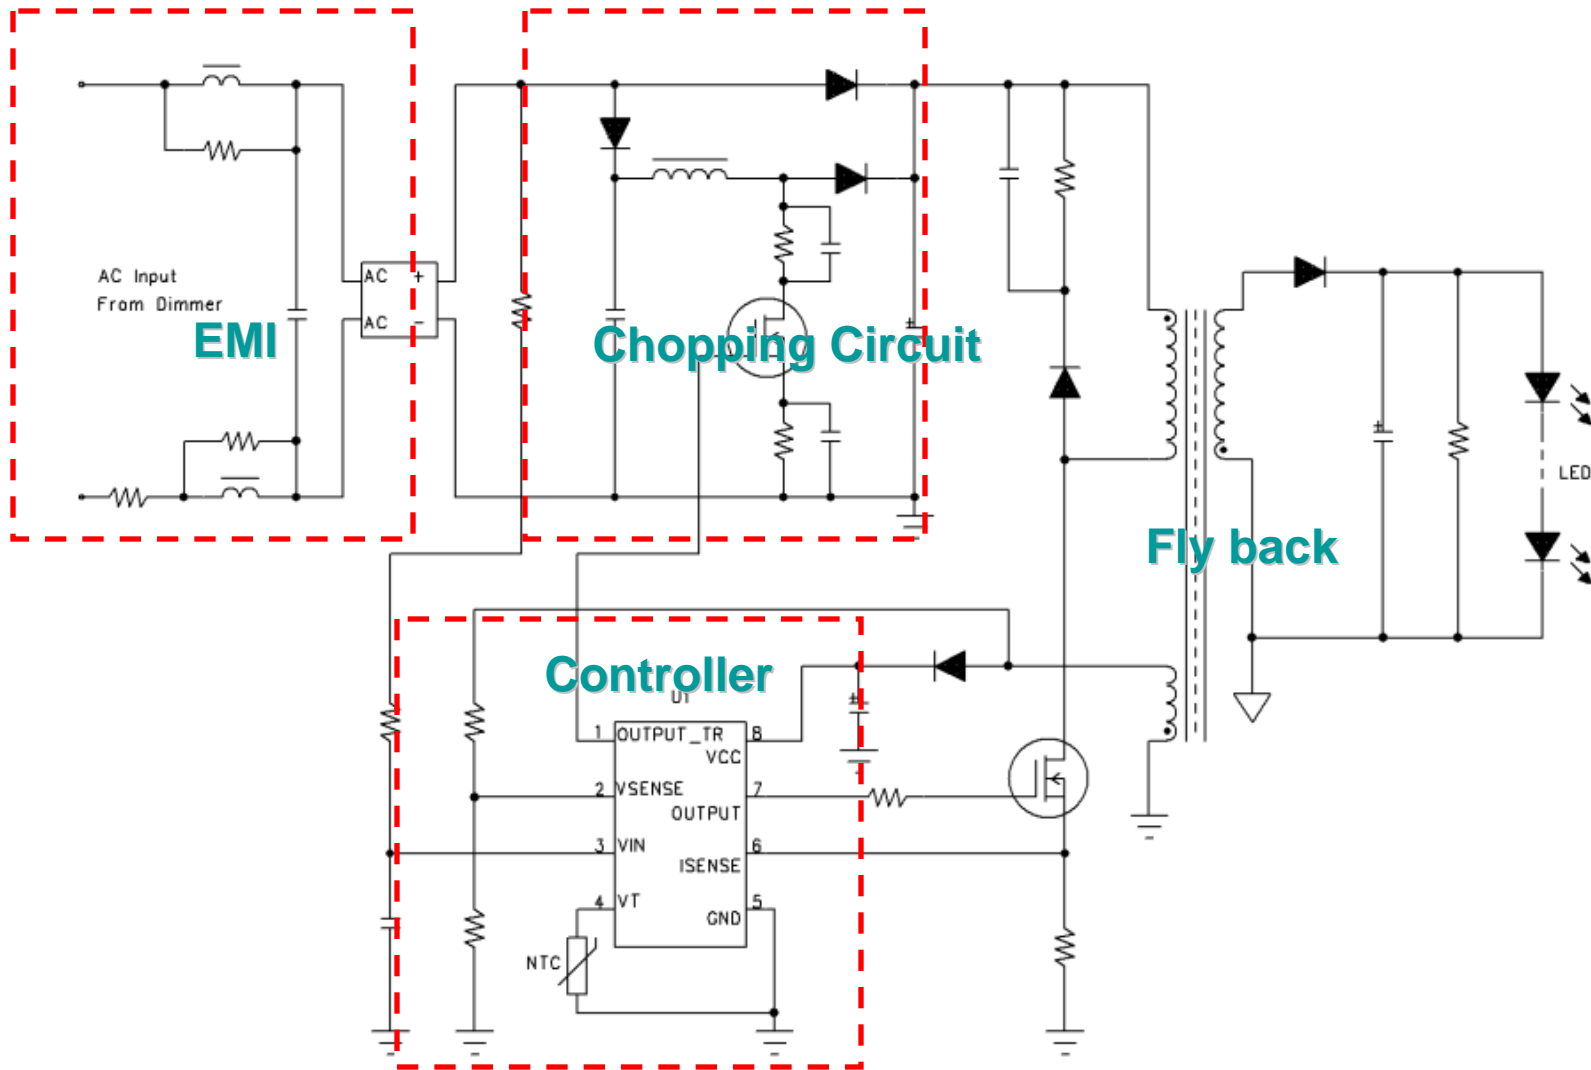 AC Input
From Dimmer
EMI
AC +
AC -
+
Chopping Circuit
+
LED
Fly back
Controller
+
U1
1 OUTPUT_TR 8
VCC
2 VSENSE 7
OUTPUT
3 VIN 6
ISENSE
4 VT 5
GND
NTC